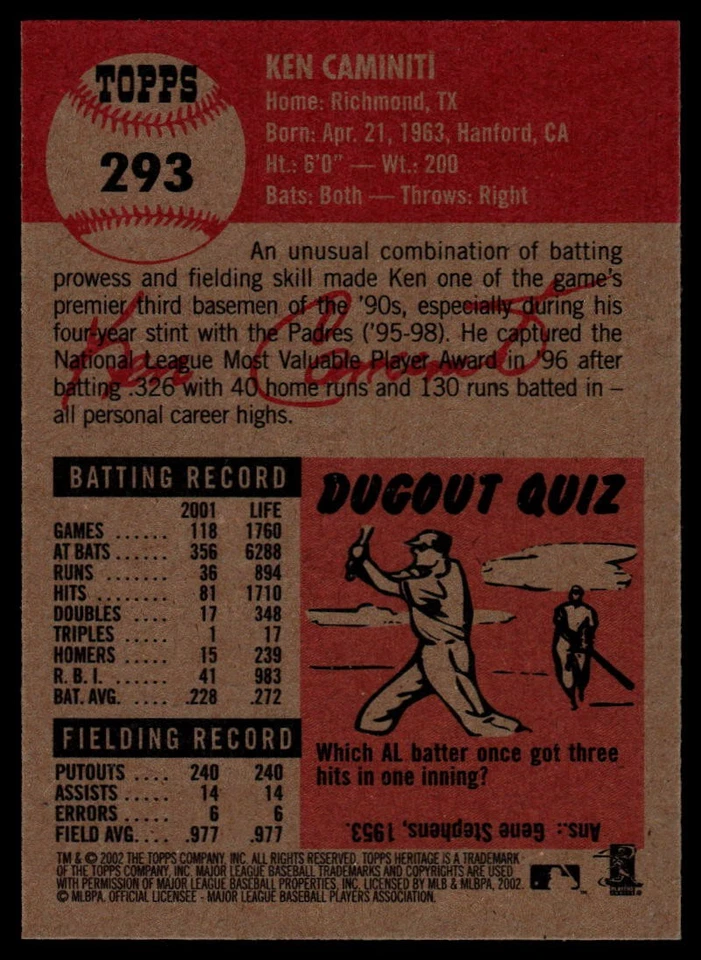 TOPPS
293
KEN CAMINITI
Home: Richmond, TX
Born: Apr. 21, 1963, Hanford, CA
Ht.: 6'0" — Wt.: 200
Bats: Both — Throws: Right
An unusual combination of batting
prowess and fielding skill made Ken one of the game's
premier third basemen of the '90s, especially during his
four-year stint with the Padres ('95-98). He captured the
National League Most Valuable Player Award in '96 after
batting .326 with 40 home runs and 130 runs batted in –
all personal career highs.
Ken Caminiti
BATTING RECORD
2001 LIFE
GAMES ...... 118 1760
AT BATS ...... 356 6288
RUNS ........ 36 894
HITS ........ 81 1710
DOUBLES .... 17 348
TRIPLES .... 1 17
HOMERS .... 15 239
R. B. I. ...... 41 983
BAT. AVG. .... .228 .272
FIELDING RECORD
PUTOUTS .... 240 240
ASSISTS .... 14 14
ERRORS .... 6 6
FIELD AVG. ... .977 .977
DUGOUT QUIZ
Which AL batter once got three
hits in one inning?
Ans.: Gene Stephens, 1953.
TM & © 2002 THE TOPPS COMPANY, INC. ALL RIGHTS RESERVED. TOPPS HERITAGE IS A TRADEMARK
OF THE TOPPS COMPANY, INC. MAJOR LEAGUE BASEBALL TRADEMARKS AND COPYRIGHTS ARE USED
WITH PERMISSION OF MAJOR LEAGUE BASEBALL PROPERTIES, INC. LICENSED BY MLB & MLBPA, 2002.
© MLBPA. OFFICIAL LICENSEE - MAJOR LEAGUE BASEBALL PLAYERS ASSOCIATION.